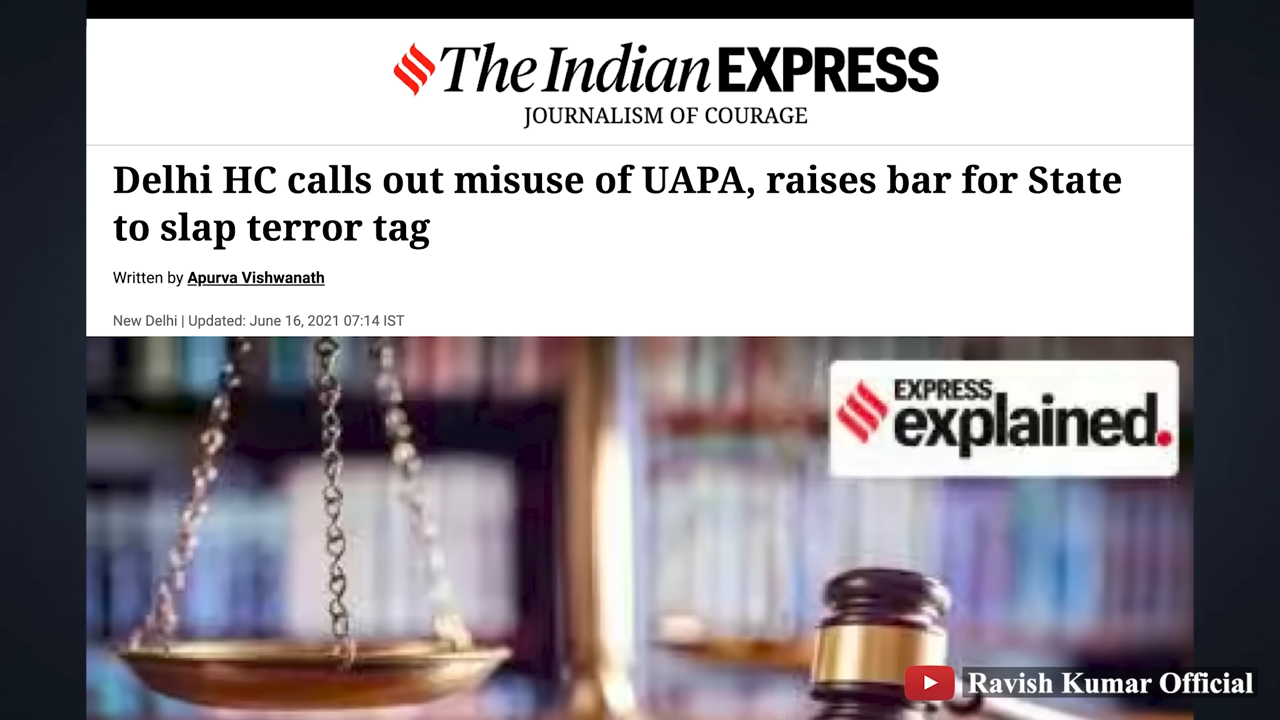 The Indian EXPRESS
JOURNALISM OF COURAGE
Delhi HC calls out misuse of UAPA, raises bar for State
to slap terror tag
Written by Apurva Vishwanath
New Delhi | Updated: June 16, 2021 07:14 IST
EXPRESS
explained.
Ravish Kumar Official